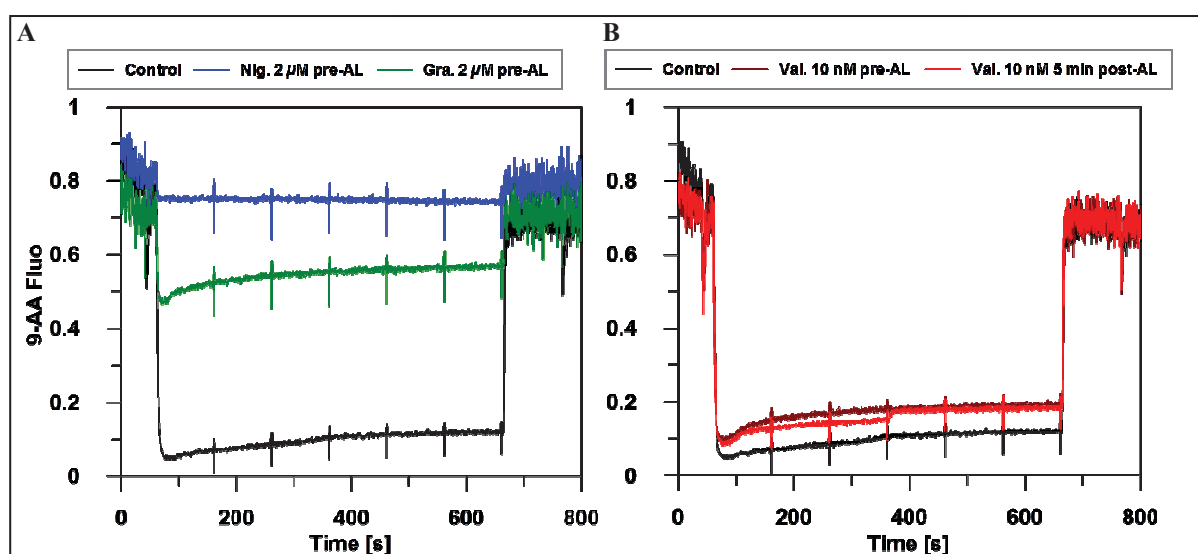 A
Control Nig. 2 µM pre-AL Gra. 2 µM pre-AL
9-AA Fluo
1
0.8
0.6
0.4
0.2
0
0 200 400 600 800
Time [s]
B
Control Val. 10 nM pre-AL Val. 10 nM 5 min post-AL
1
0.8
0.6
0.4
0.2
0
0 200 400 600 800
Time [s]